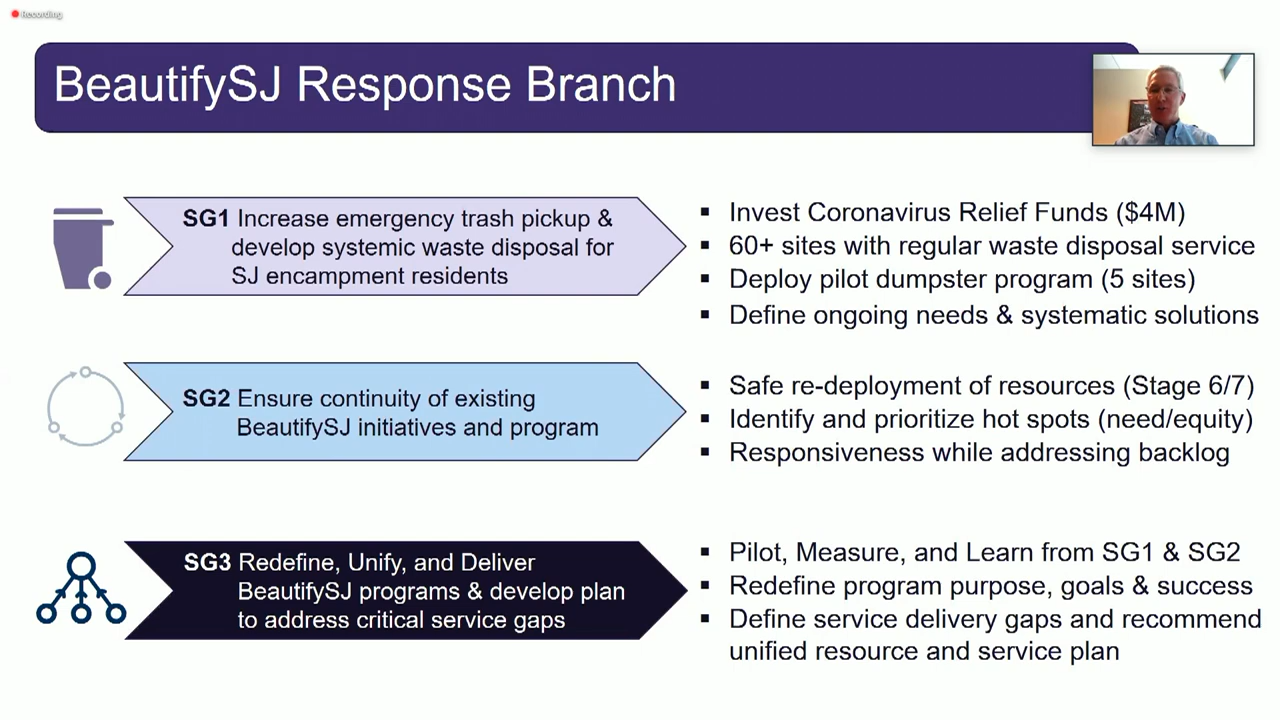 Recording
BeautifySJ Response Branch
SG1 Increase emergency trash pickup &
develop systemic waste disposal for
SJ encampment residents
▪ Invest Coronavirus Relief Funds ($4M)
▪ 60+ sites with regular waste disposal service
▪ Deploy pilot dumpster program (5 sites)
▪ Define ongoing needs & systematic solutions
SG2 Ensure continuity of existing
BeautifySJ initiatives and program
▪ Safe re-deployment of resources (Stage 6/7)
▪ Identify and prioritize hot spots (need/equity)
▪ Responsiveness while addressing backlog
SG3 Redefine, Unify, and Deliver
BeautifySJ programs & develop plan
to address critical service gaps
▪ Pilot, Measure, and Learn from SG1 & SG2
▪ Redefine program purpose, goals & success
▪ Define service delivery gaps and recommend
unified resource and service plan